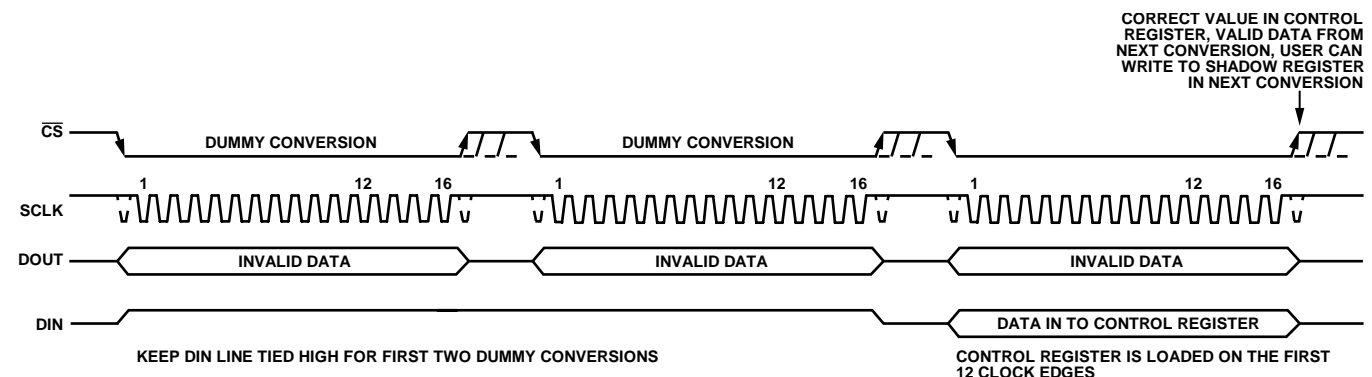 CORRECT VALUE IN CONTROL
REGISTER, VALID DATA FROM
NEXT CONVERSION, USER CAN
WRITE TO SHADOW REGISTER
IN NEXT CONVERSION
CS
DUMMY CONVERSION
DUMMY CONVERSION
1
12
16
1
12
16
1
12
16
SCLK
DOUT
INVALID DATA
INVALID DATA
INVALID DATA
DIN
DATA IN TO CONTROL REGISTER
KEEP DIN LINE TIED HIGH FOR FIRST TWO DUMMY CONVERSIONS
CONTROL REGISTER IS LOADED ON THE FIRST
12 CLOCK EDGES